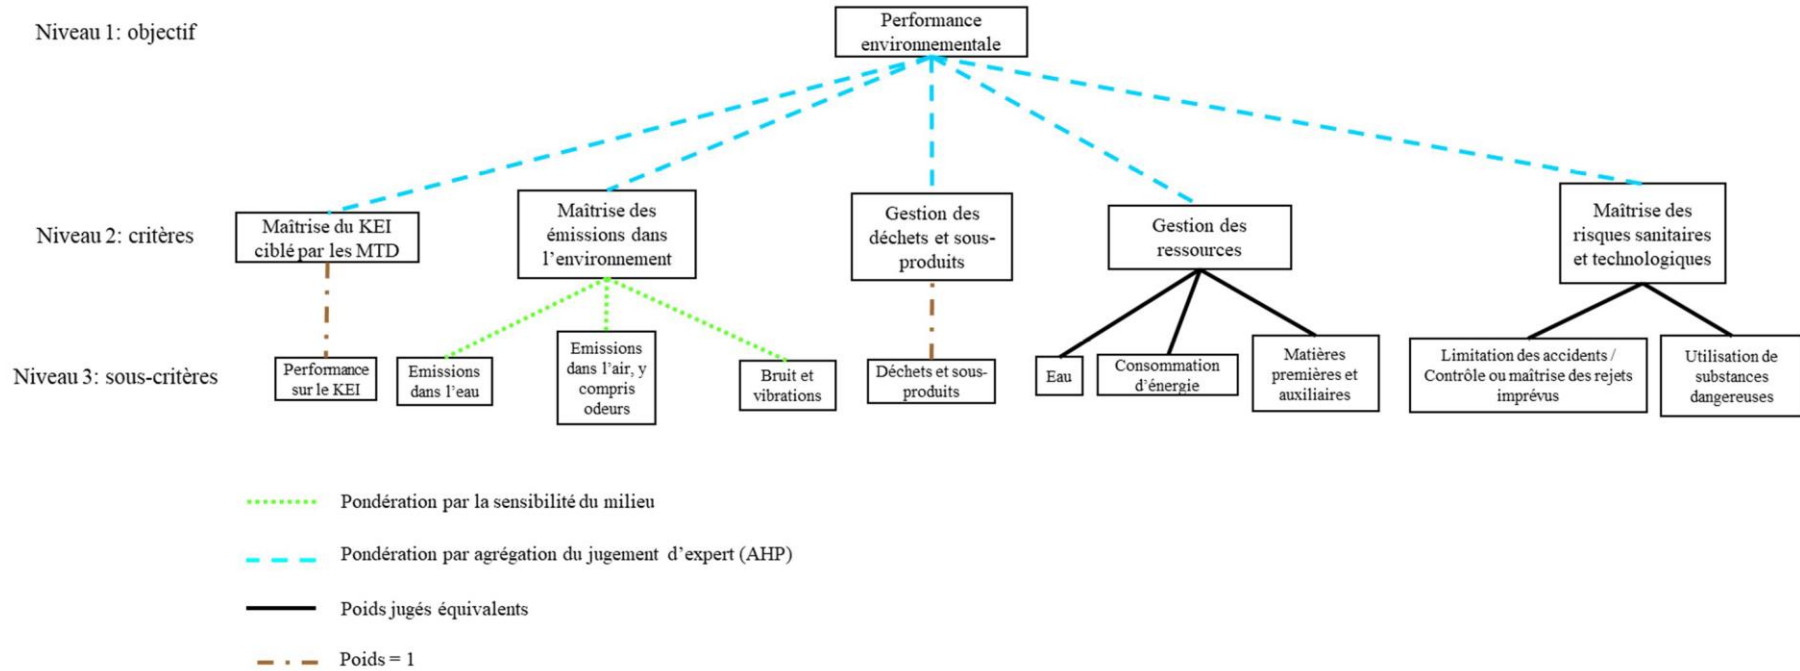 Niveau 1: objectif
Performance
environnementale
Niveau 2: critères
Maîtrise du KEI
ciblé par les MTD
Maîtrise des
émissions dans
l'environnement
Gestion des
déchets et sous-
produits
Gestion des
ressources
Maîtrise des
risques sanitaires
et technologiques
Niveau 3: sous-critères
Performance
sur le KEI
Emissions
dans l'eau
Emissions
dans l'air, y
compris
odeurs
Bruit et
vibrations
Déchets et sous-
produits
Eau
Consommation
d'énergie
Matières
premières et
auxiliaires
Limitation des accidents /
Contrôle ou maîtrise des rejets
imprévus
Utilisation de
substances
dangereuses
Pondération par la sensibilité du milieu
Pondération par agrégation du jugement d'expert (AHP)
Poids jugés équivalents
Poids = 1